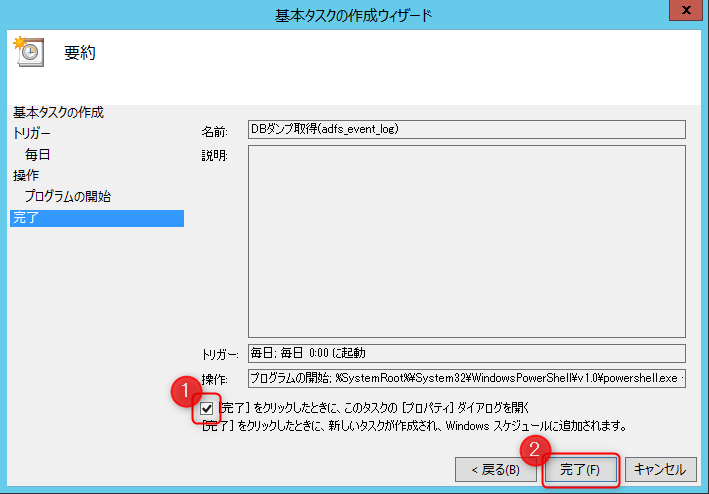 基本タスクの作成ウィザード
x
要約
基本タスクの作成
トリガー
毎日
操作
プログラムの開始
完了
名前:
DBダンプ取得(adfs_event_log)
説明:
トリガー:
毎日; 毎日 0:00 に起動
操作:
プログラムの開始; %SystemRoot%¥System32¥WindowsPowerShell¥v1.0¥powershell.exe -
1
[完了] をクリックしたときに、このタスクの [プロパティ] ダイアログを開く
[完了] をクリックしたときに、新しいタスクが作成され、Windows スケジュールに追加されます。
2
< 戻る(B)
完了(F)
キャンセル